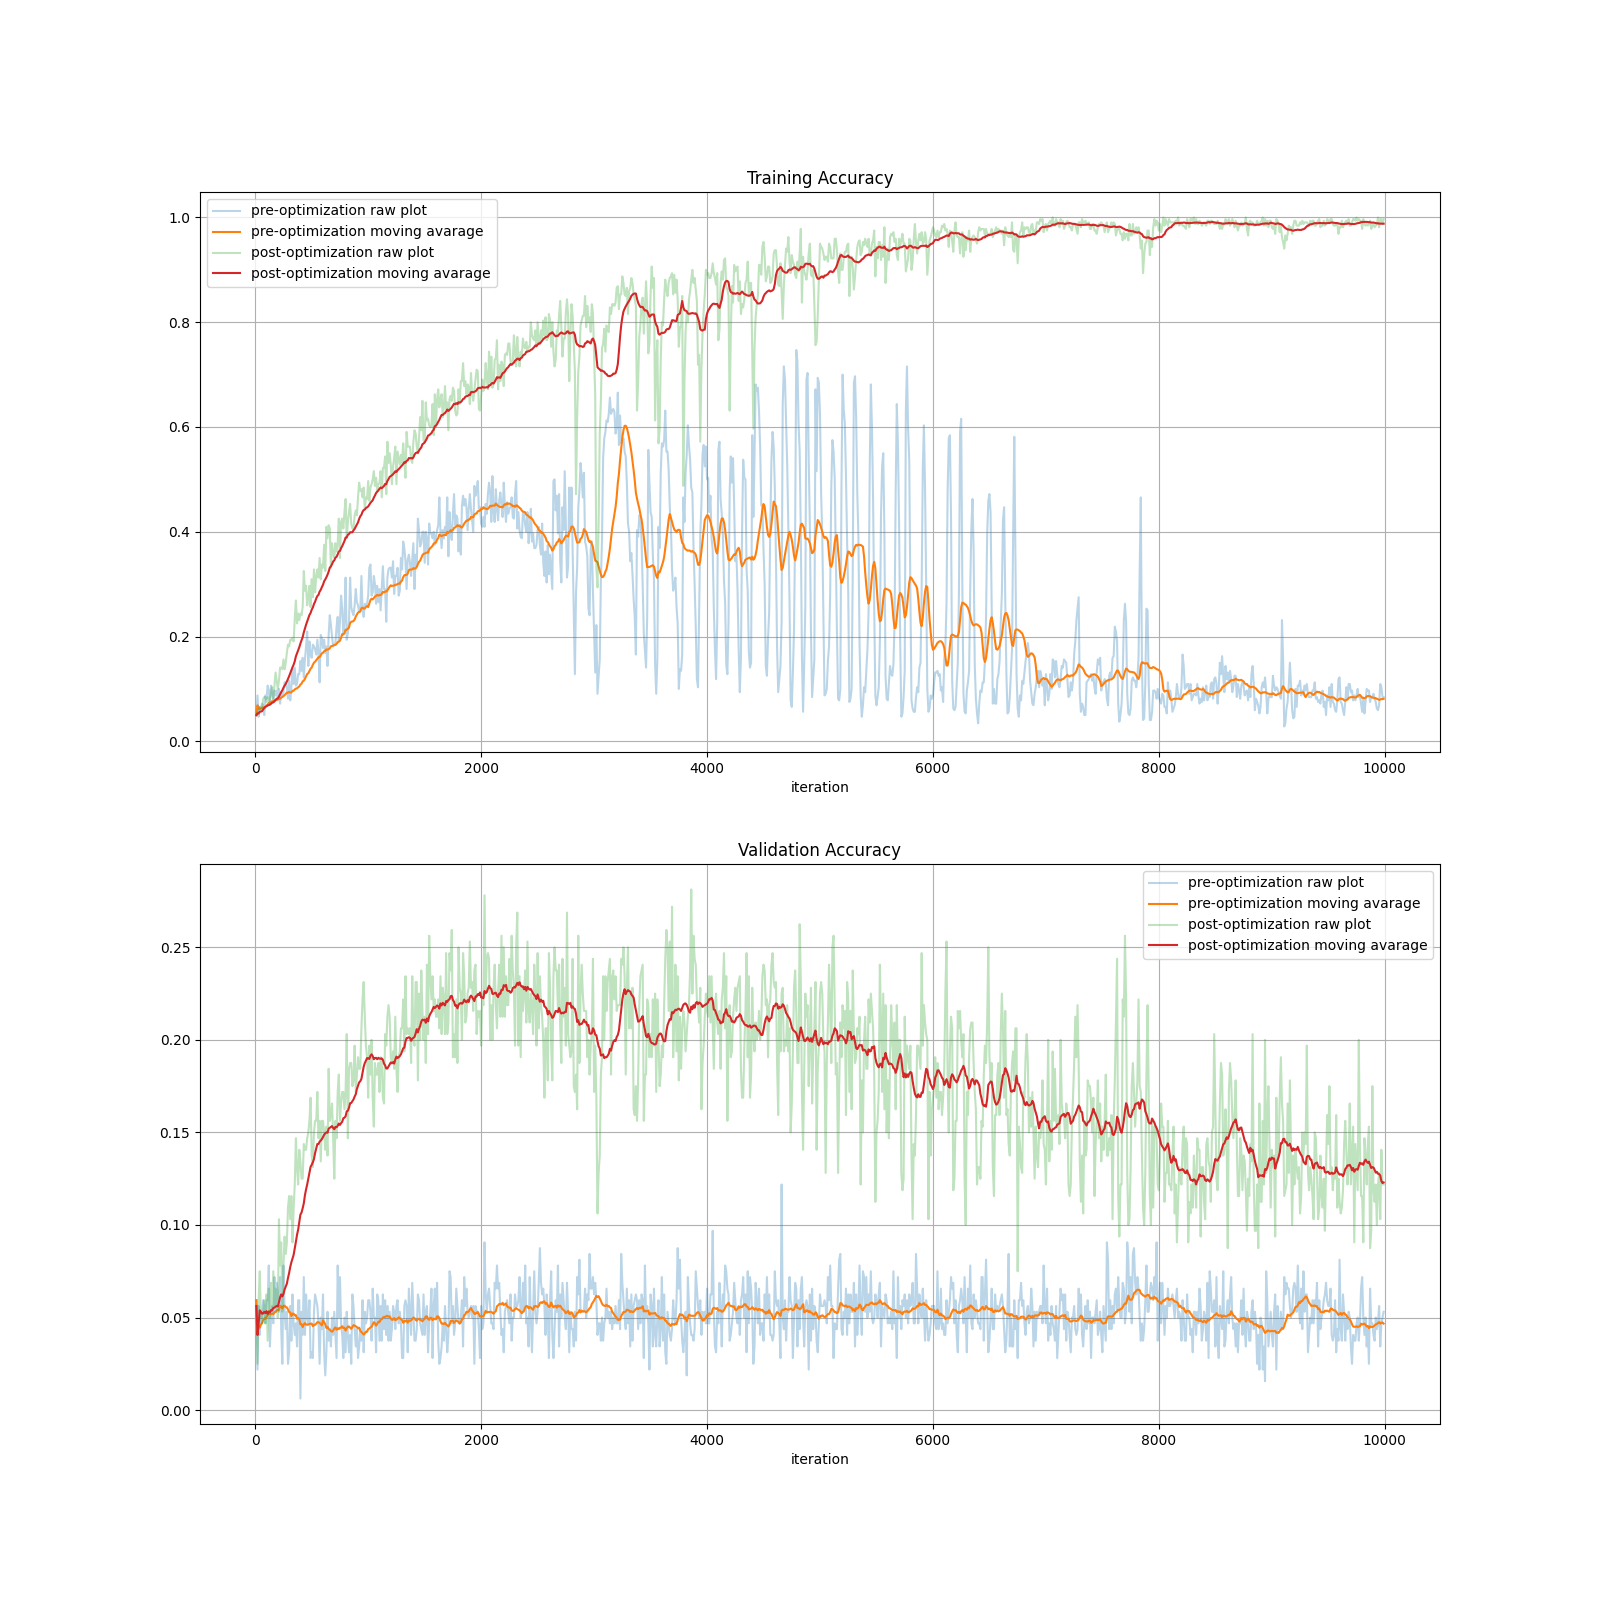 Training Accuracy
pre-optimization raw plot
pre-optimization moving avarage
post-optimization raw plot
post-optimization moving avarage
1.0
0.8
0.6
0.4
0.2
0.0
0 2000 4000 6000 8000 10000
iteration
Validation Accuracy
pre-optimization raw plot
pre-optimization moving avarage
post-optimization raw plot
post-optimization moving avarage
0.25
0.20
0.15
0.10
0.05
0.00
0 2000 4000 6000 8000 10000
iteration